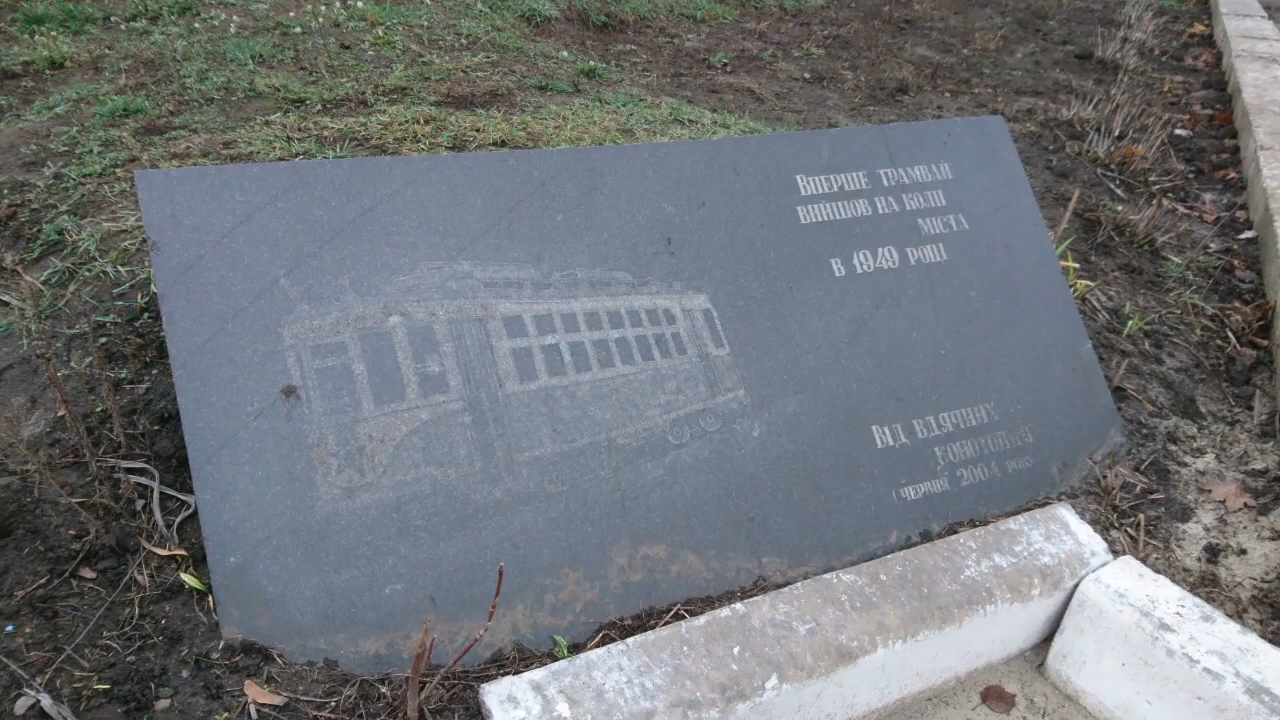 Вперше трамвай
вийшов на колії
міста
в 1949 році
Від вдячних
конотопців
червня 2004 року